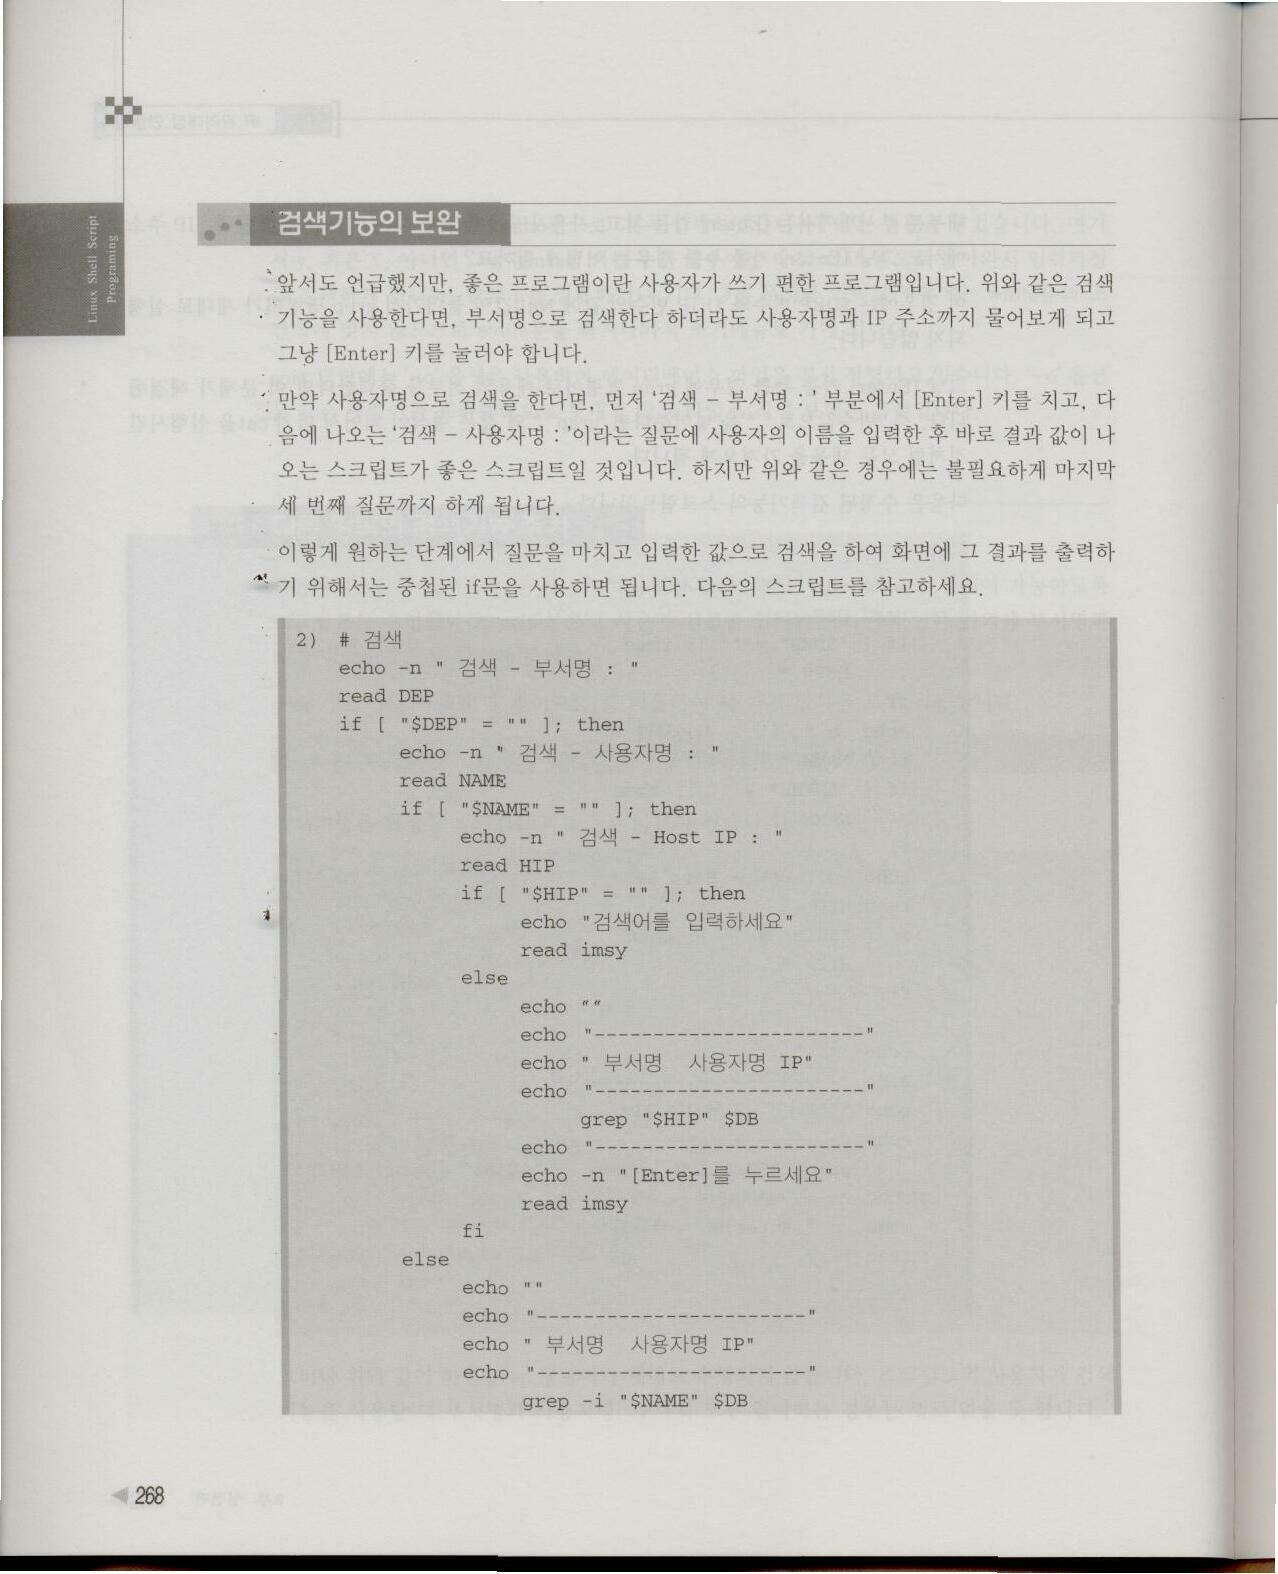 Linux Shell Script
Programing
검색기능의 보완
앞서도 언급했지만, 좋은 프로그램이란 사용자가 쓰기 편한 프로그램입니다. 위와 같은 검색
기능을 사용한다면, 부서명으로 검색한다 하더라도 사용자명과 IP 주소까지 물어보게 되고
그냥 [Enter] 키를 눌러야 합니다.
만약 사용자명으로 검색을 한다면, 먼저 '검색 – 부서명 : ' 부분에서 [Enter] 키를 치고, 다
음에 나오는 '검색 – 사용자명 : '이라는 질문에 사용자의 이름을 입력한 후 바로 결과 값이 나
오는 스크립트가 좋은 스크립트일 것입니다. 하지만 위와 같은 경우에는 불필요하게 마지막
세 번째 질문까지 하게 됩니다.
이렇게 원하는 단계에서 질문을 마치고 입력한 값으로 검색을 하여 화면에 그 결과를 출력하
기 위해서는 중첩된 if문을 사용하면 됩니다. 다음의 스크립트를 참고하세요.
2) # 검색
echo -n " 검색 - 부서명 : "
read DEP
if [ "$DEP" = "" ]; then
echo -n " 검색 - 사용자명 : "
read NAME
if [ "$NAME" = "" ]; then
echo -n " 검색 - Host IP : "
read HIP
if [ "$HIP" = "" ]; then
echo "검색어를 입력하세요"
read imsy
else
echo ""
echo "-----------------------"
echo " 부서명  사용자명 IP"
echo "-----------------------"
grep "$HIP" $DB
echo "-----------------------"
echo -n "[Enter]를 누르세요"
read imsy
fi
else
echo ""
echo "-----------------------"
echo " 부서명  사용자명 IP"
echo "-----------------------"
grep -i "$NAME" $DB
268